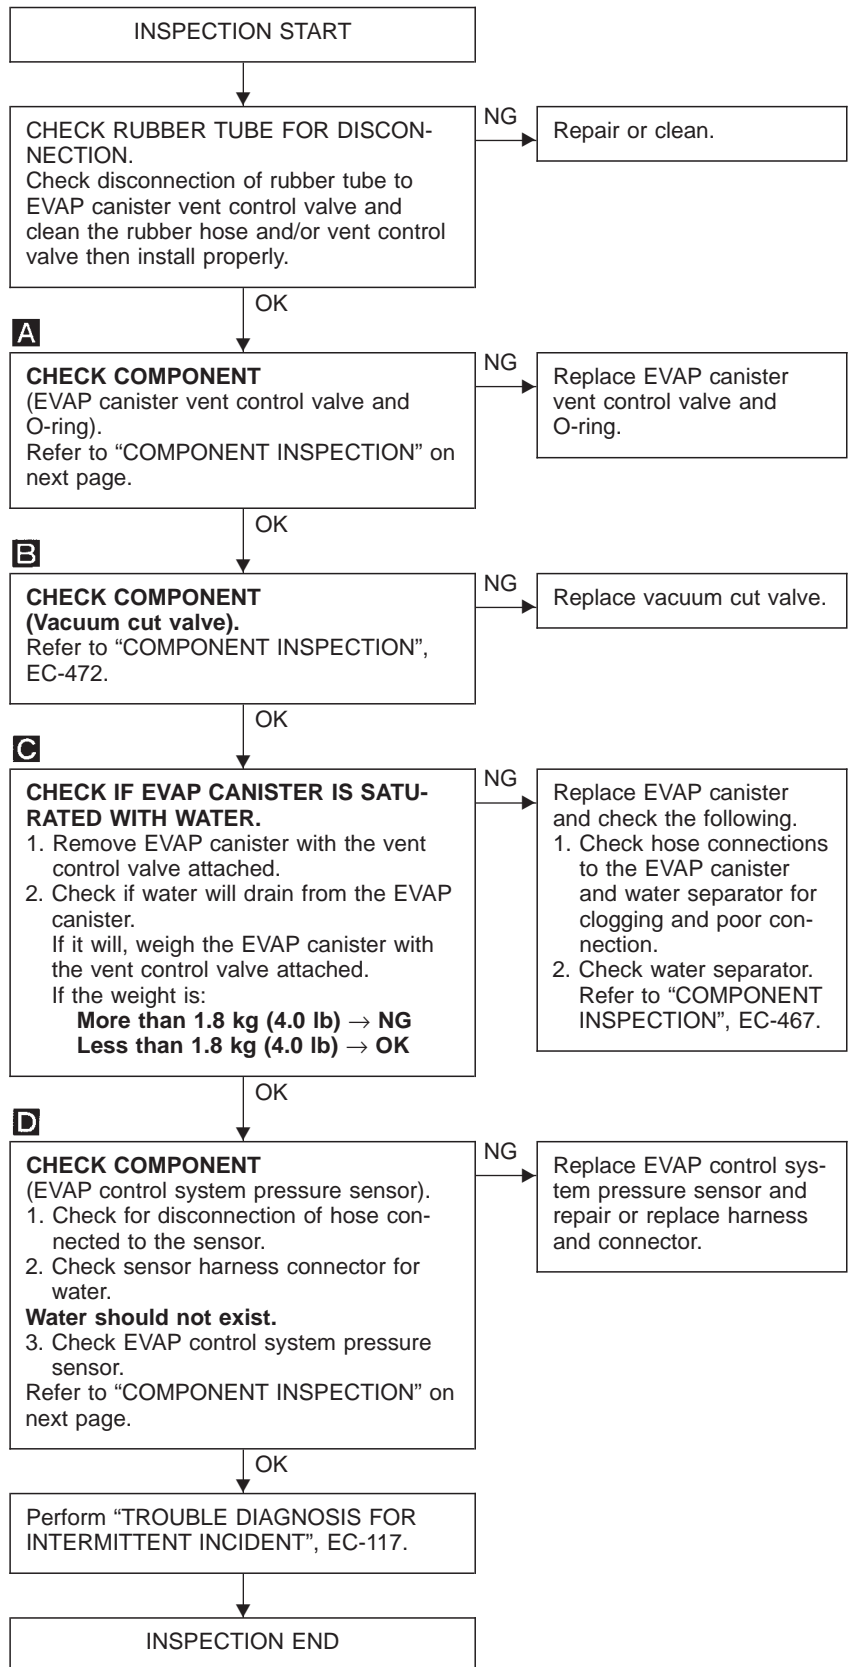 INSPECTION START
CHECK RUBBER TUBE FOR DISCON-
NECTION.
Check disconnection of rubber tube to
EVAP canister vent control valve and
clean the rubber hose and/or vent control
valve then install properly.
NG
Repair or clean.
OK
A
CHECK COMPONENT
(EVAP canister vent control valve and
O-ring).
Refer to “COMPONENT INSPECTION” on
next page.
NG
Replace EVAP canister
vent control valve and
O-ring.
OK
B
CHECK COMPONENT
(Vacuum cut valve).
Refer to “COMPONENT INSPECTION”,
EC-472.
NG
Replace vacuum cut valve.
OK
C
CHECK IF EVAP CANISTER IS SATU-
RATED WITH WATER.
1. Remove EVAP canister with the vent
control valve attached.
2. Check if water will drain from the EVAP
canister.
If it will, weigh the EVAP canister with
the vent control valve attached.
If the weight is:
More than 1.8 kg (4.0 lb) → NG
Less than 1.8 kg (4.0 lb) → OK
NG
Replace EVAP canister
and check the following.
1. Check hose connections
to the EVAP canister
and water separator for
clogging and poor con-
nection.
2. Check water separator.
Refer to “COMPONENT
INSPECTION”, EC-467.
OK
D
CHECK COMPONENT
(EVAP control system pressure sensor).
1. Check for disconnection of hose con-
nected to the sensor.
2. Check sensor harness connector for
water.
Water should not exist.
3. Check EVAP control system pressure
sensor.
Refer to “COMPONENT INSPECTION” on
next page.
NG
Replace EVAP control sys-
tem pressure sensor and
repair or replace harness
and connector.
OK
Perform “TROUBLE DIAGNOSIS FOR
INTERMITTENT INCIDENT”, EC-117.
INSPECTION END